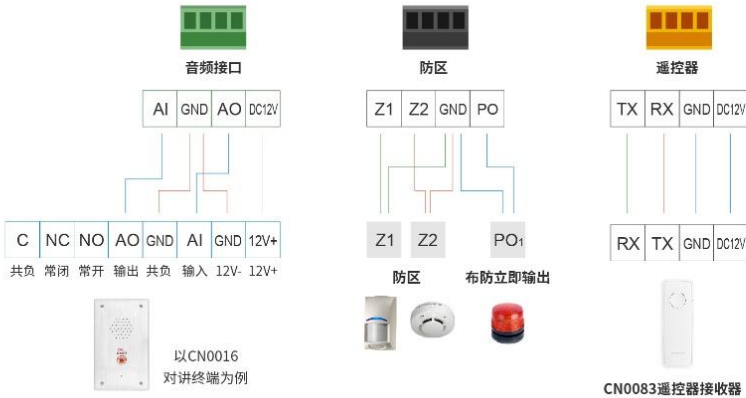 音频接口
防区
遥控器
AI GND AO DC12V
Z1 Z2 GND PO
TX RX GND DC12V
C NC NO AO GND AI GND 12V+
共负 常闭 常开 输出 共负 输入 12V- 12V+
Z1 Z2 PO1
RX TX GND DC12V
防区
布防立即输出
以CN0016
对讲终端为例
CN0083遥控器接收器